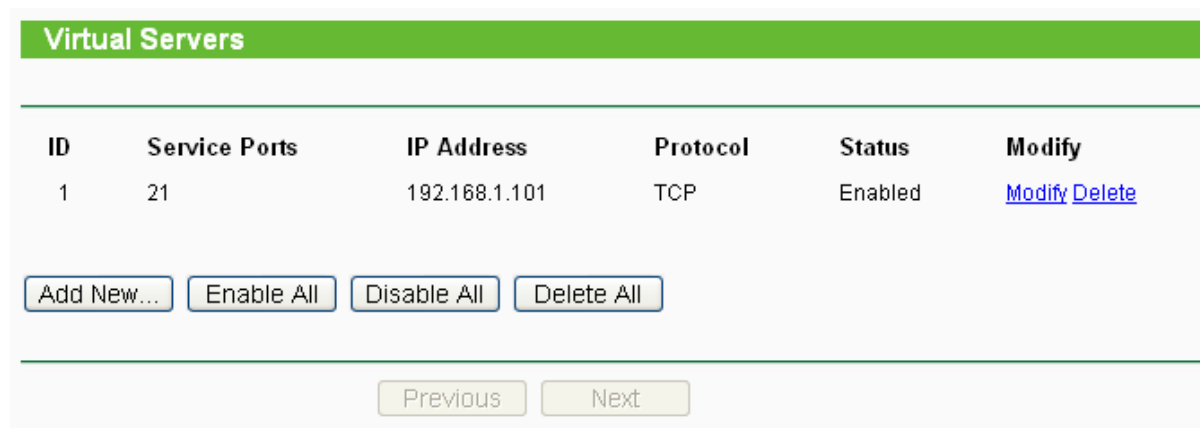 Virtual Servers
ID Service Ports IP Address Protocol Status Modify
1 21 192.168.1.101 TCP Enabled Modify Delete
Add New... Enable All Disable All Delete All
Previous Next